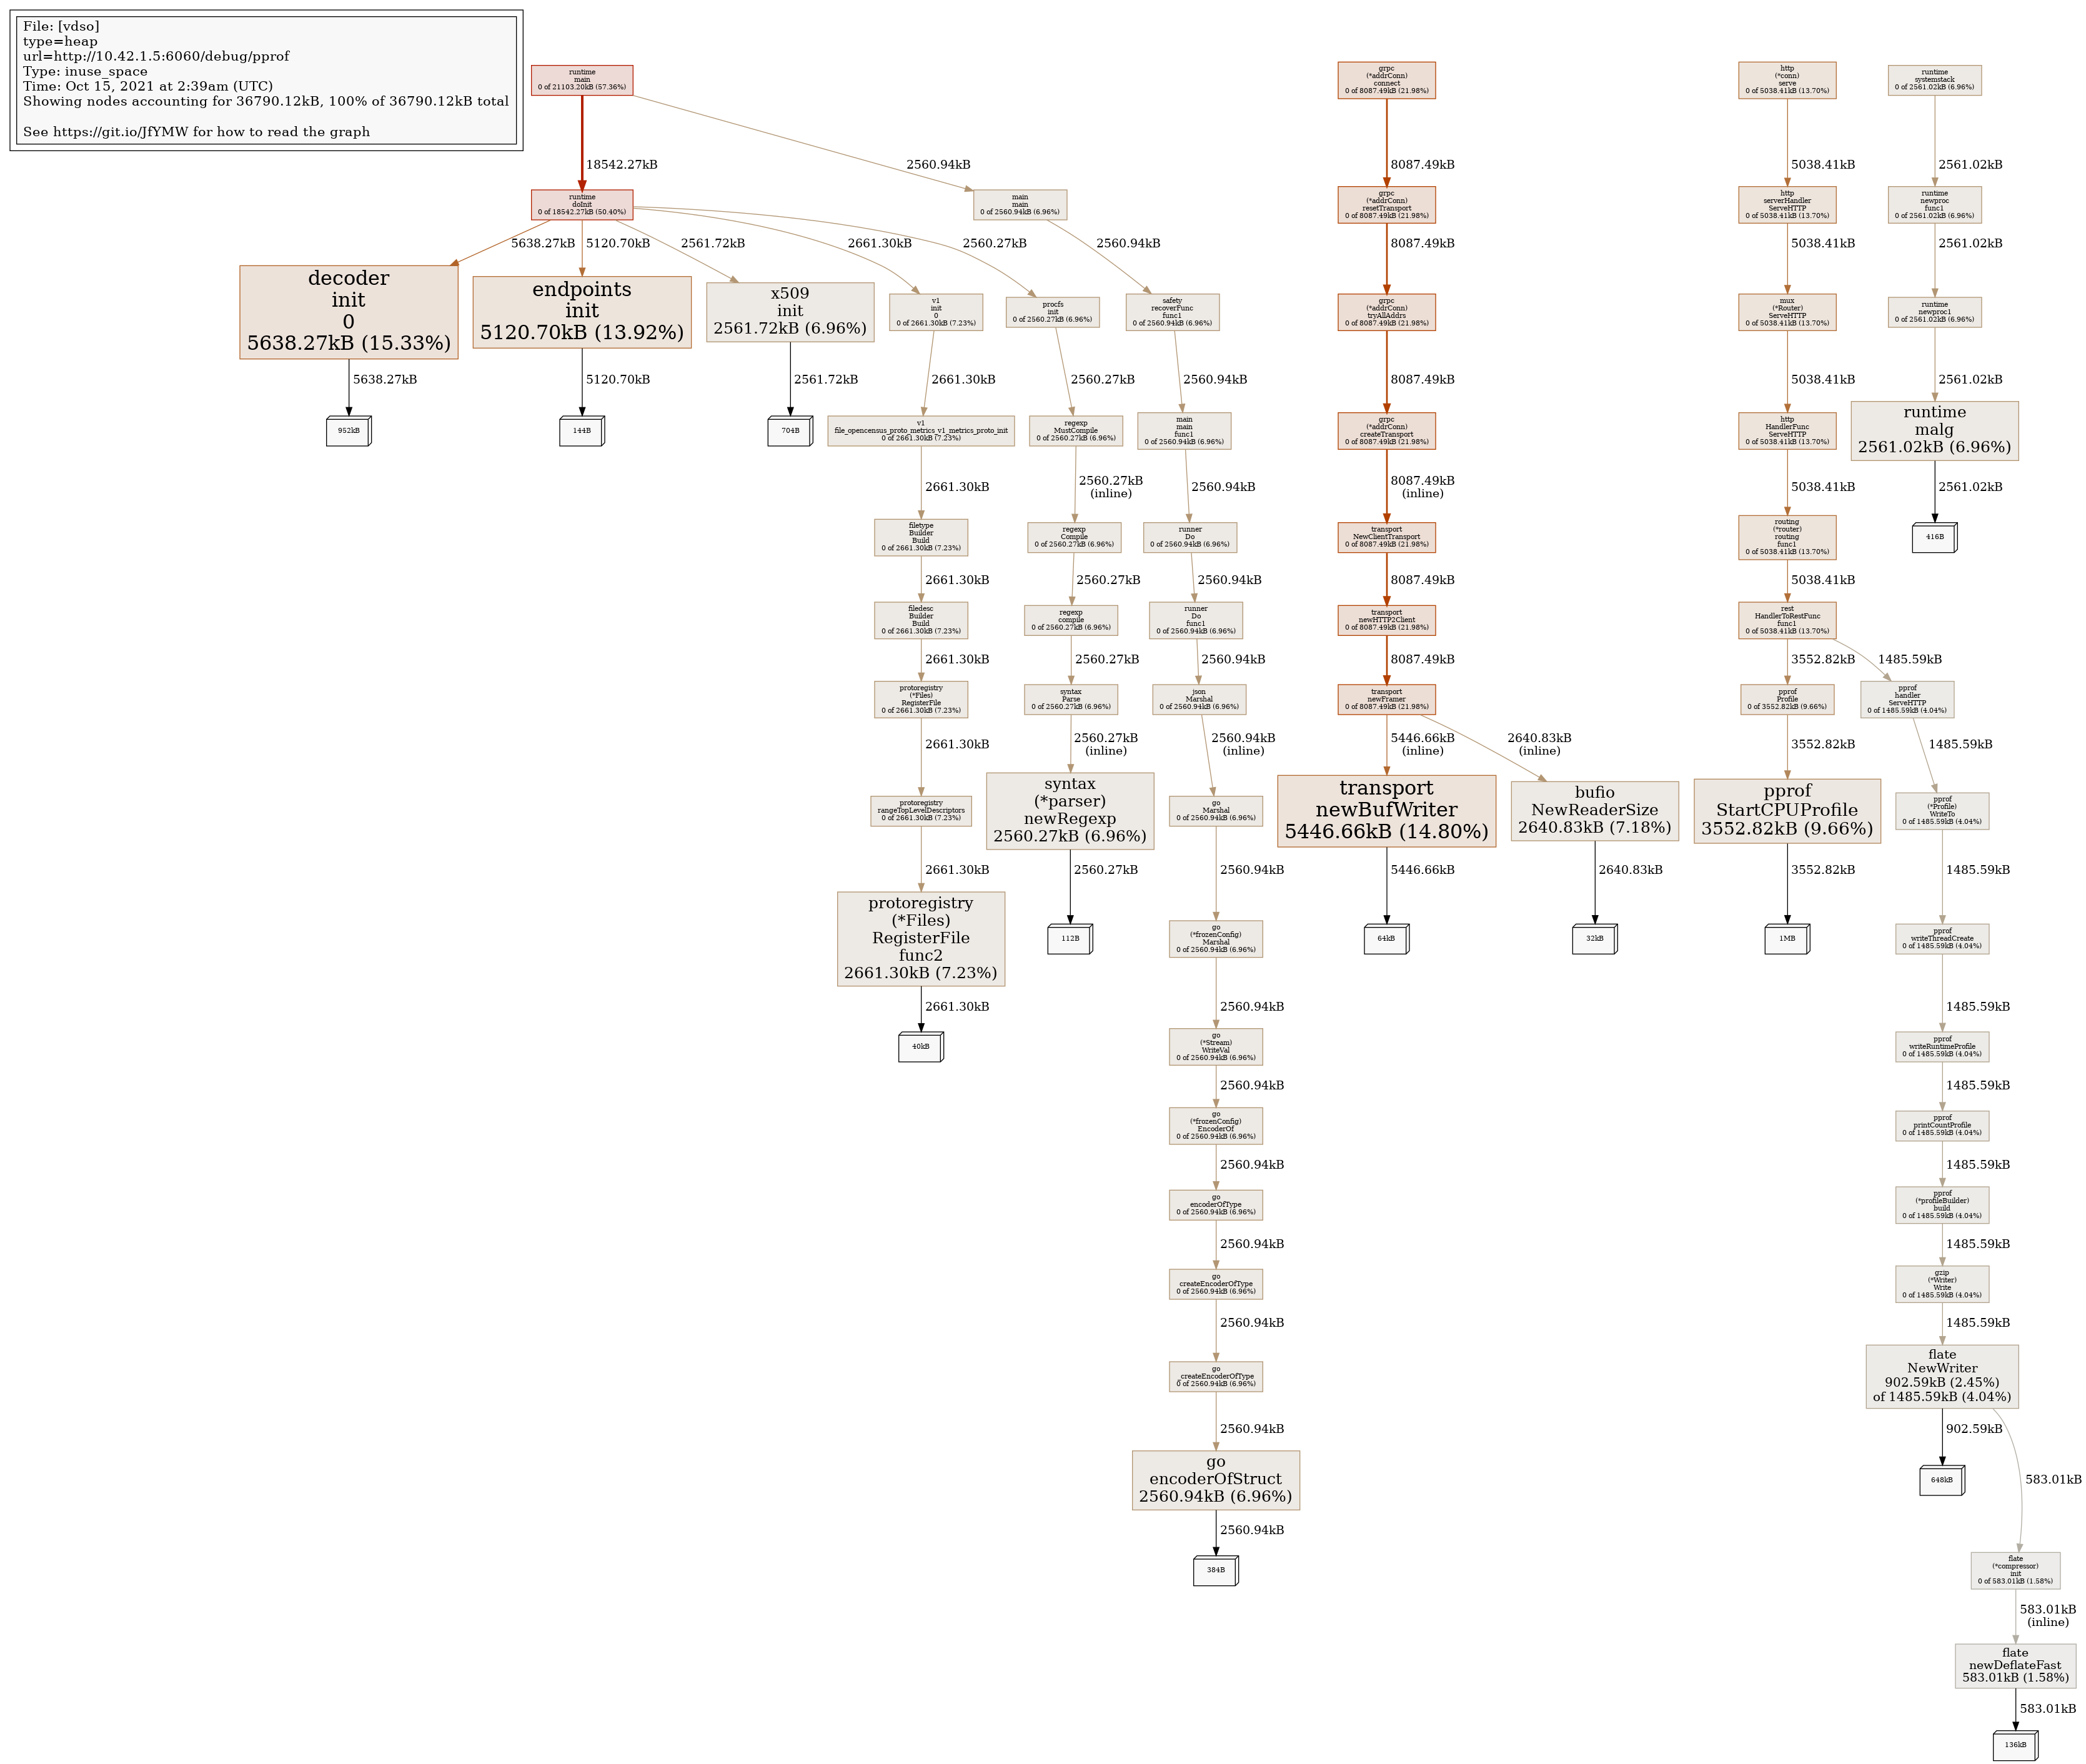 File: [vdso]
type=heap
url=http://10.42.1.5:6060/debug/pprof
Type: inuse_space
Time: Oct 15, 2021 at 2:39am (UTC)
Showing nodes accounting for 36790.12kB, 100% of 36790.12kB total
See https://git.io/JfYMW for how to read the graph
runtime
main
0 of 21103.20kB (57.36%)
18542.27kB
2560.94kB
runtime
doInit
0 of 18542.27kB (50.40%)
5638.27kB
5120.70kB
2561.72kB
2661.30kB
2560.27kB
decoder
init
0
5638.27kB (15.33%)
5638.27kB
952kB
endpoints
init
5120.70kB (13.92%)
5120.70kB
144B
x509
init
2561.72kB (6.96%)
2561.72kB
704B
v1
init
0
0 of 2661.30kB (7.23%)
2661.30kB
v1
file_opencensus_proto_metrics_v1_metrics_proto_init
0 of 2661.30kB (7.23%)
2661.30kB
filetype
Builder
Build
0 of 2661.30kB (7.23%)
2661.30kB
filedesc
Builder
Build
0 of 2661.30kB (7.23%)
2661.30kB
protoregistry
(*Files)
RegisterFile
0 of 2661.30kB (7.23%)
2661.30kB
protoregistry
rangeTopLevelDescriptors
0 of 2661.30kB (7.23%)
2661.30kB
protoregistry
(*Files)
RegisterFile
func2
2661.30kB (7.23%)
2661.30kB
40kB
procfs
init
0 of 2560.27kB (6.96%)
2560.27kB
regexp
MustCompile
0 of 2560.27kB (6.96%)
2560.27kB
(inline)
regexp
Compile
0 of 2560.27kB (6.96%)
2560.27kB
regexp
compile
0 of 2560.27kB (6.96%)
2560.27kB
syntax
Parse
0 of 2560.27kB (6.96%)
2560.27kB
(inline)
syntax
(*parser)
newRegexp
2560.27kB (6.96%)
2560.27kB
112B
main
main
0 of 2560.94kB (6.96%)
2560.94kB
safety
recoverFunc
func1
0 of 2560.94kB (6.96%)
2560.94kB
main
main
func1
0 of 2560.94kB (6.96%)
2560.94kB
runner
Do
0 of 2560.94kB (6.96%)
2560.94kB
runner
Do
func1
0 of 2560.94kB (6.96%)
2560.94kB
json
Marshal
0 of 2560.94kB (6.96%)
2560.94kB
(inline)
go
Marshal
0 of 2560.94kB (6.96%)
2560.94kB
go
(*frozenConfig)
Marshal
0 of 2560.94kB (6.96%)
2560.94kB
go
(*Stream)
WriteVal
0 of 2560.94kB (6.96%)
2560.94kB
go
(*frozenConfig)
EncoderOf
0 of 2560.94kB (6.96%)
2560.94kB
go
encoderOfType
0 of 2560.94kB (6.96%)
2560.94kB
go
createEncoderOfType
0 of 2560.94kB (6.96%)
2560.94kB
go
_createEncoderOfType
0 of 2560.94kB (6.96%)
2560.94kB
go
encoderOfStruct
2560.94kB (6.96%)
2560.94kB
384B
grpc
(*addrConn)
connect
0 of 8087.49kB (21.98%)
8087.49kB
grpc
(*addrConn)
resetTransport
0 of 8087.49kB (21.98%)
8087.49kB
grpc
(*addrConn)
tryAllAddrs
0 of 8087.49kB (21.98%)
8087.49kB
grpc
(*addrConn)
createTransport
0 of 8087.49kB (21.98%)
8087.49kB
(inline)
transport
NewClientTransport
0 of 8087.49kB (21.98%)
8087.49kB
transport
newHTTP2Client
0 of 8087.49kB (21.98%)
8087.49kB
transport
newFramer
0 of 8087.49kB (21.98%)
5446.66kB
(inline)
2640.83kB
(inline)
transport
newBufWriter
5446.66kB (14.80%)
5446.66kB
64kB
bufio
NewReaderSize
2640.83kB (7.18%)
2640.83kB
32kB
http
(*conn)
serve
0 of 5038.41kB (13.70%)
5038.41kB
http
serverHandler
ServeHTTP
0 of 5038.41kB (13.70%)
5038.41kB
mux
(*Router)
ServeHTTP
0 of 5038.41kB (13.70%)
5038.41kB
http
HandlerFunc
ServeHTTP
0 of 5038.41kB (13.70%)
5038.41kB
routing
(*router)
routing
func1
0 of 5038.41kB (13.70%)
5038.41kB
rest
HandlerToRestFunc
func1
0 of 5038.41kB (13.70%)
3552.82kB
1485.59kB
pprof
Profile
0 of 3552.82kB (9.66%)
3552.82kB
pprof
StartCPUProfile
3552.82kB (9.66%)
3552.82kB
1MB
pprof
handler
ServeHTTP
0 of 1485.59kB (4.04%)
1485.59kB
pprof
(*Profile)
WriteTo
0 of 1485.59kB (4.04%)
1485.59kB
pprof
writeThreadCreate
0 of 1485.59kB (4.04%)
1485.59kB
pprof
writeRuntimeProfile
0 of 1485.59kB (4.04%)
1485.59kB
pprof
printCountProfile
0 of 1485.59kB (4.04%)
1485.59kB
pprof
(*profileBuilder)
build
0 of 1485.59kB (4.04%)
1485.59kB
gzip
(*Writer)
Write
0 of 1485.59kB (4.04%)
1485.59kB
flate
NewWriter
902.59kB (2.45%)
of 1485.59kB (4.04%)
902.59kB
648kB
583.01kB
flate
(*compressor)
init
0 of 583.01kB (1.58%)
583.01kB
(inline)
flate
newDeflateFast
583.01kB (1.58%)
583.01kB
136kB
runtime
systemstack
0 of 2561.02kB (6.96%)
2561.02kB
runtime
newproc
func1
0 of 2561.02kB (6.96%)
2561.02kB
runtime
newproc1
0 of 2561.02kB (6.96%)
2561.02kB
runtime
malg
2561.02kB (6.96%)
2561.02kB
416B